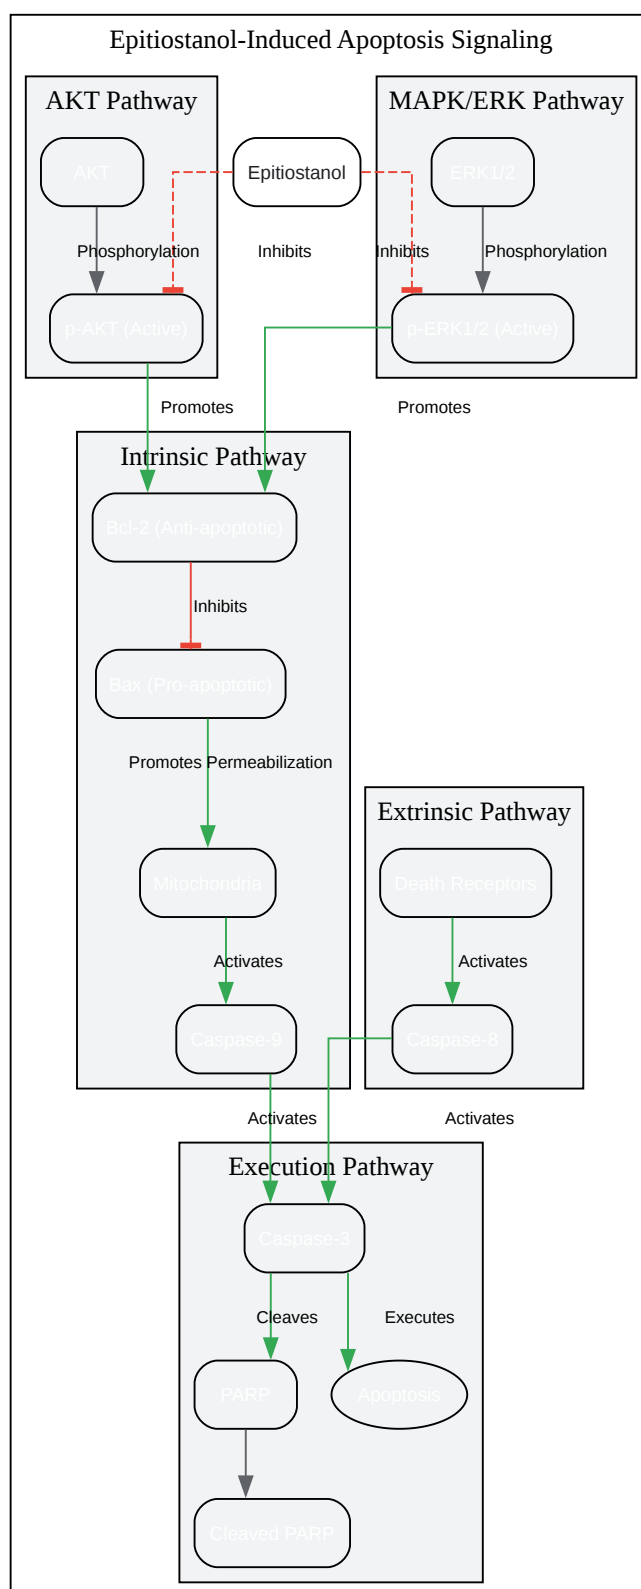 Epitiostanol-Induced Apoptosis Signaling
AKT Pathway
MAPK/ERK Pathway
AKT
Epitiostanol
ERK1/2
Phosphorylation
Inhibits
Inhibits
Phosphorylation
p-AKT (Active)
p-ERK1/2 (Active)
Promotes
Promotes
Intrinsic Pathway
Bcl-2 (Anti-apoptotic)
Inhibits
Bax (Pro-apoptotic)
Promotes Permeabilization
Extrinsic Pathway
Mitochondria
Death Receptors
Activates
Activates
Caspase-9
Caspase-8
Activates
Activates
Execution Pathway
Caspase-3
Cleaves
Executes
PARP
Apoptosis
Cleaved PARP